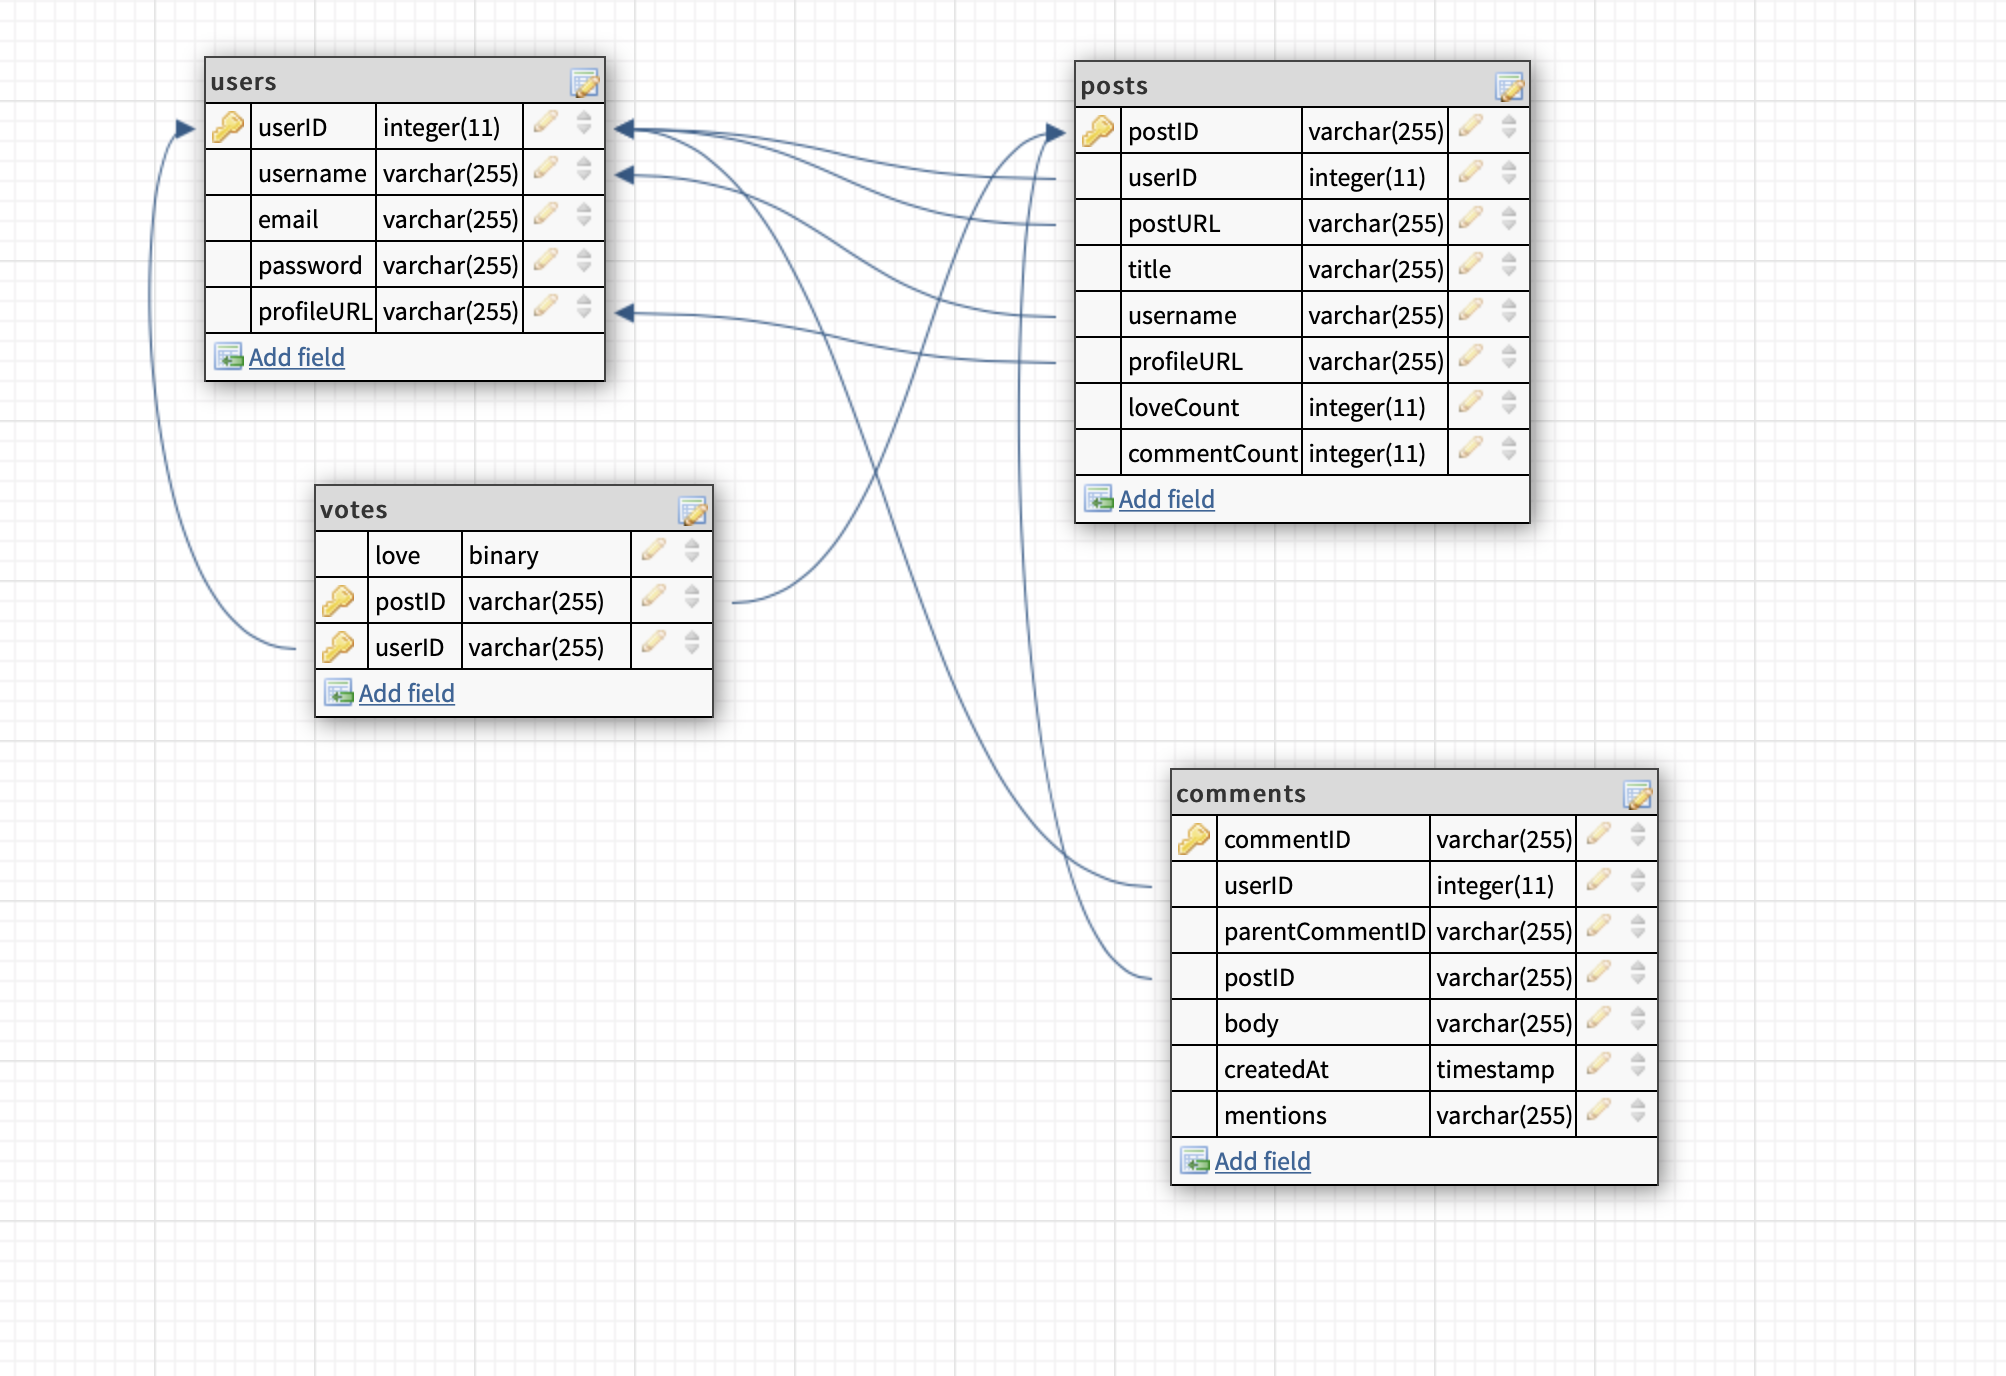 users
userID integer(11)
username varchar(255)
email varchar(255)
password varchar(255)
profileURL varchar(255)
Add field
posts
postID varchar(255)
userID integer(11)
postURL varchar(255)
title varchar(255)
username varchar(255)
profileURL varchar(255)
loveCount integer(11)
commentCount integer(11)
Add field
votes
love binary
postID varchar(255)
userID varchar(255)
Add field
comments
commentID varchar(255)
userID integer(11)
parentCommentID varchar(255)
postID varchar(255)
body varchar(255)
createdAt timestamp
mentions varchar(255)
Add field